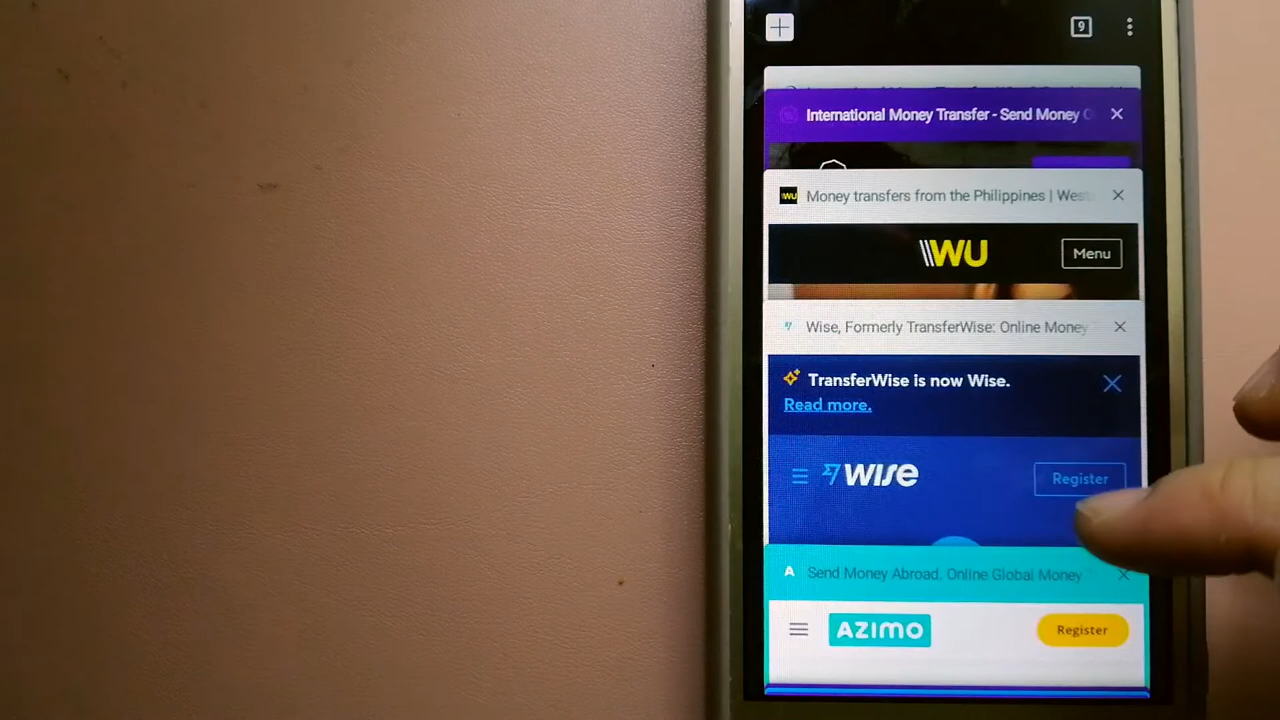 9
International Money Transfer - Send Money
WU Money transfers from the Philippines | West
WU Menu
Wise, Formerly TransferWise: Online Money
TransferWise is now Wise.
Read more.
wise Register
A Send Money Abroad, Online Global Money
AZIMO Register